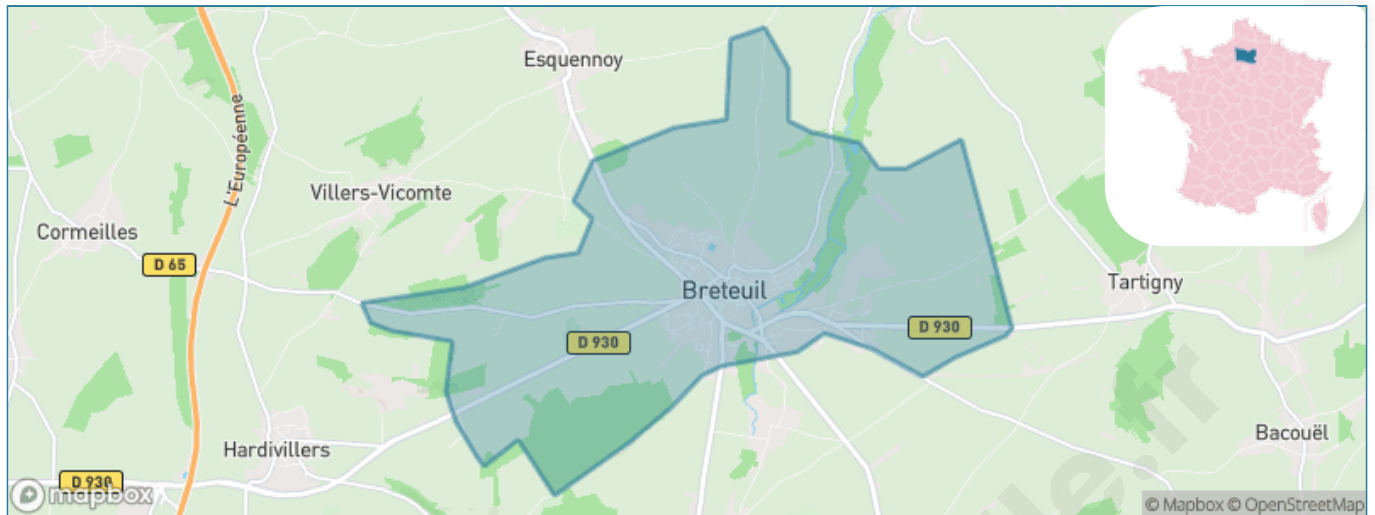 Esquennoy
L'Européenne
Villers-Vicomte
Cormeilles
D 65
Breteuil
Tartigny
D 930
D 930
Hardivillers
Bacouël
D 930
mapbox
© Mapbox © OpenStreetMap